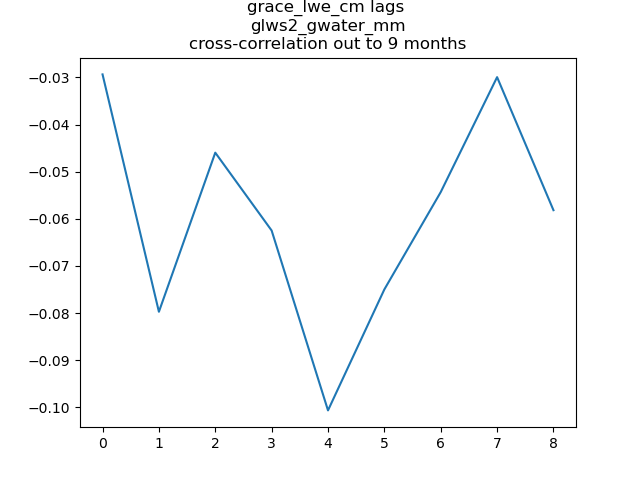 grace_lwe_cm lags
glws2_gwater_mm
cross-correlation out to 9 months
−0.03
−0.04
−0.05
−0.06
−0.07
−0.08
−0.09
−0.10
0 1 2 3 4 5 6 7 8